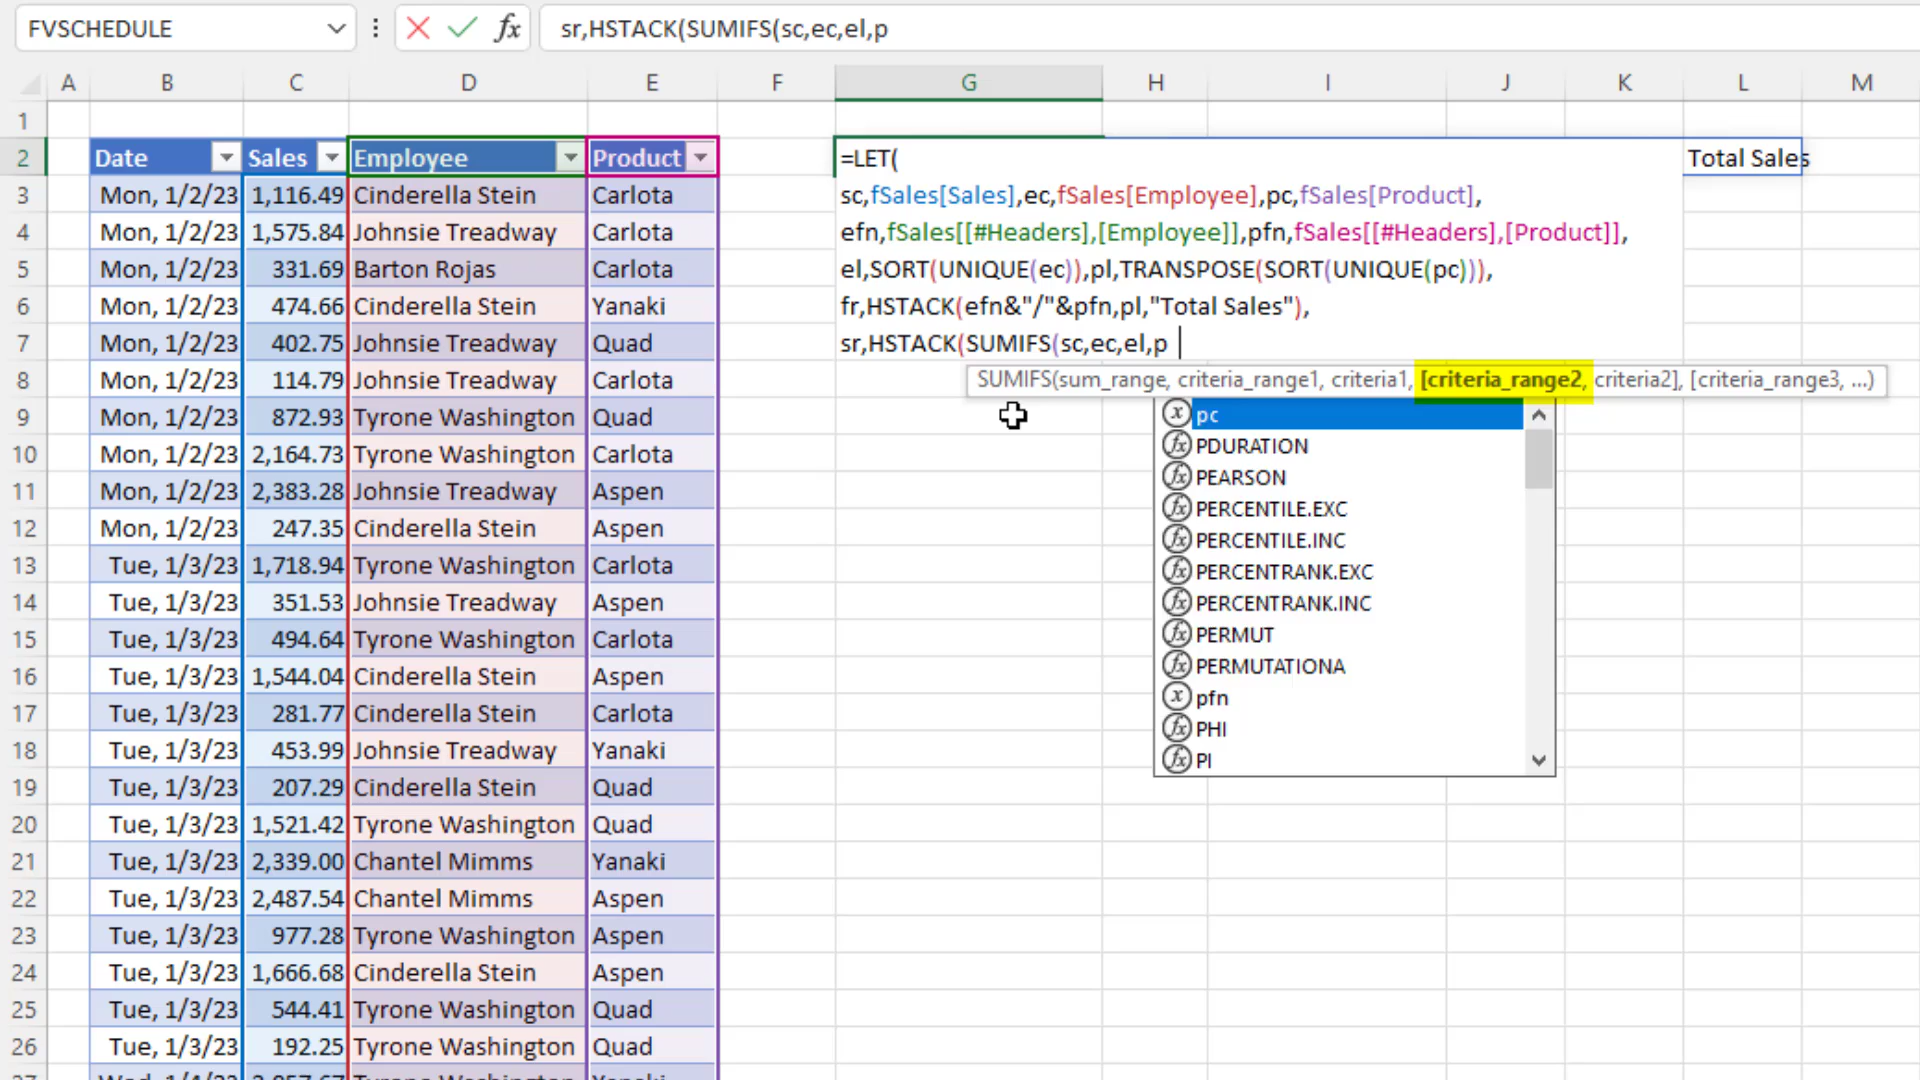 FVSCHEDULE fx sr,HSTACK(SUMIFS(sc,ec,el,p
A B C D E F G H I J K L M
1
2 Date Sales Employee Product =LET( Total Sales
3 Mon, 1/2/23 1,116.49 Cinderella Stein Carlota sc,fSales[Sales],ec,fSales[Employee],pc,fSales[Product],
4 Mon, 1/2/23 1,575.84 Johnsie Treadway Carlota efn,fSales[[#Headers],[Employee]],pfn,fSales[[#Headers],[Product]],
5 Mon, 1/2/23 331.69 Barton Rojas Carlota el,SORT(UNIQUE(ec)),pl,TRANSPOSE(SORT(UNIQUE(pc))),
6 Mon, 1/2/23 474.66 Cinderella Stein Yanaki fr,HSTACK(efn&"/"&pfn,pl,"Total Sales"),
7 Mon, 1/2/23 402.75 Johnsie Treadway Quad sr,HSTACK(SUMIFS(sc,ec,el,p
8 Mon, 1/2/23 114.79 Johnsie Treadway Carlota SUMIFS(sum_range, criteria_range1, criteria1, [criteria_range2, criteria2], [criteria_range3, ...)
9 Mon, 1/2/23 872.93 Tyrone Washington Quad (x) pc
10 Mon, 1/2/23 2,164.73 Tyrone Washington Carlota fx PDURATION
11 Mon, 1/2/23 2,383.28 Johnsie Treadway Aspen fx PEARSON
fx PERCENTILE.EXC
12 Mon, 1/2/23 247.35 Cinderella Stein Aspen fx PERCENTILE.INC
13 Tue, 1/3/23 1,718.94 Tyrone Washington Carlota fx PERCENTRANK.EXC
14 Tue, 1/3/23 351.53 Johnsie Treadway Aspen fx PERCENTRANK.INC
15 Tue, 1/3/23 494.64 Tyrone Washington Carlota fx PERMUT
16 Tue, 1/3/23 1,544.04 Cinderella Stein Aspen fx PERMUTATIONA
17 Tue, 1/3/23 281.77 Cinderella Stein Carlota (x) pfn
fx PHI
18 Tue, 1/3/23 453.99 Johnsie Treadway Yanaki fx PI
19 Tue, 1/3/23 207.29 Cinderella Stein Quad
20 Tue, 1/3/23 1,521.42 Tyrone Washington Quad
21 Tue, 1/3/23 2,339.00 Chantel Mimms Yanaki
22 Tue, 1/3/23 2,487.54 Chantel Mimms Aspen
23 Tue, 1/3/23 977.28 Tyrone Washington Aspen
24 Tue, 1/3/23 1,666.68 Cinderella Stein Aspen
25 Tue, 1/3/23 544.41 Tyrone Washington Quad
26 Tue, 1/3/23 192.25 Tyrone Washington Quad